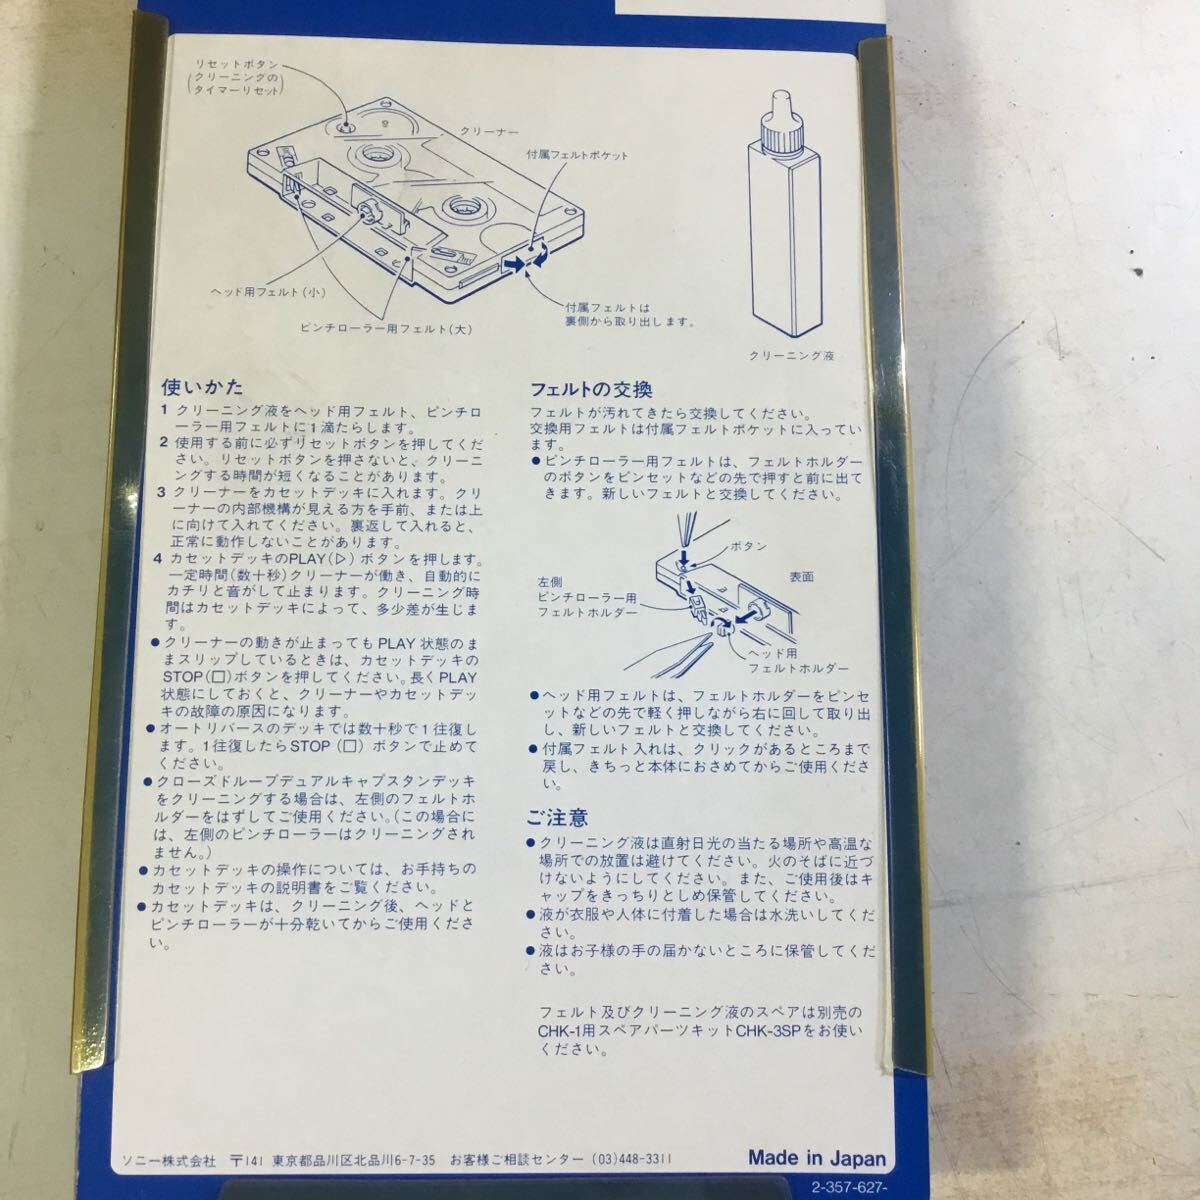 リセットボタン
(クリーニングの
タイマーリセット)
クリーナー
付属フェルトポケット
ヘッド用フェルト(小)
ピンチローラー用フェルト(大)
付属フェルトは
裏側から取り出します。
クリーニング液
使いかた
1 クリーニング液をヘッド用フェルト、ピンチロ
ーラー用フェルトに1滴たらします。
2 使用する前に必ずリセットボタンを押してくだ
さい。リセットボタンを押さないと、クリーニ
ングする時間が短くなることがあります。
3 クリーナーをカセットデッキに入れます。クリ
ーナーの内部機構が見える方を手前、または上
に向けて入れてください。裏返して入れると、
正常に動作しないことがあります。
4 カセットデッキのPLAY(▷)ボタンを押します。
一定時間(数十秒)クリーナーが働き、自動的に
カチリと音がして止まります。クリーニング時
間はカセットデッキによって、多少差が生じま
す。
●クリーナーの動きが止まってもPLAY状態のま
まスリップしているときは、カセットデッキの
STOP(□)ボタンを押してください。長くPLAY
状態にしておくと、クリーナーやカセットデッ
キの故障の原因になります。
●オートリバースのデッキでは数十秒で1往復し
ます。1往復したらSTOP(□)ボタンで止めて
ください。
●クローズドループデュアルキャプスタンデッキ
をクリーニングする場合は、左側のフェルトホ
ルダーをはずしてご使用ください。(この場合に
は、左側のピンチローラーはクリーニングされ
ません。)
●カセットデッキの操作については、お手持ちの
カセットデッキの説明書をご覧ください。
●カセットデッキは、クリーニング後、ヘッドと
ピンチローラーが十分乾いてからご使用くださ
い。
フェルトの交換
フェルトが汚れてきたら交換してください。
交換用フェルトは付属フェルトポケットに入ってい
ます。
●ピンチローラー用フェルトは、フェルトホルダー
のボタンをピンセットなどの先で押すと前に出て
きます。新しいフェルトと交換してください。
ボタン
表面
左側
ピンチローラー用
フェルトホルダー
ヘッド用
フェルトホルダー
●ヘッド用フェルトは、フェルトホルダーをピンセ
ットなどの先で軽く押しながら右に回して取り出
し、新しいフェルトと交換してください。
●付属フェルト入れは、クリックがあるところまで
戻し、きちっと本体におさめてからご使用くださ
い。
ご注意
●クリーニング液は直射日光の当たる場所や高温な
場所での放置は避けてください。火のそばに近づ
けないようにしてください。また、ご使用後はキ
ャップをきっちりとしめ保管してください。
●液が衣服や人体に付着した場合は水洗いしてくだ
さい。
●液はお子様の手の届かないところに保管してくだ
さい。
フェルト及びクリーニング液のスペアは別売の
CHK-1用スペアパーツキットCHK-3SPをお使い
ください。
ソニー株式会社 〒141 東京都品川区北品川6-7-35 お客様ご相談センター (03)448-3311
Made in Japan
2-357-627-